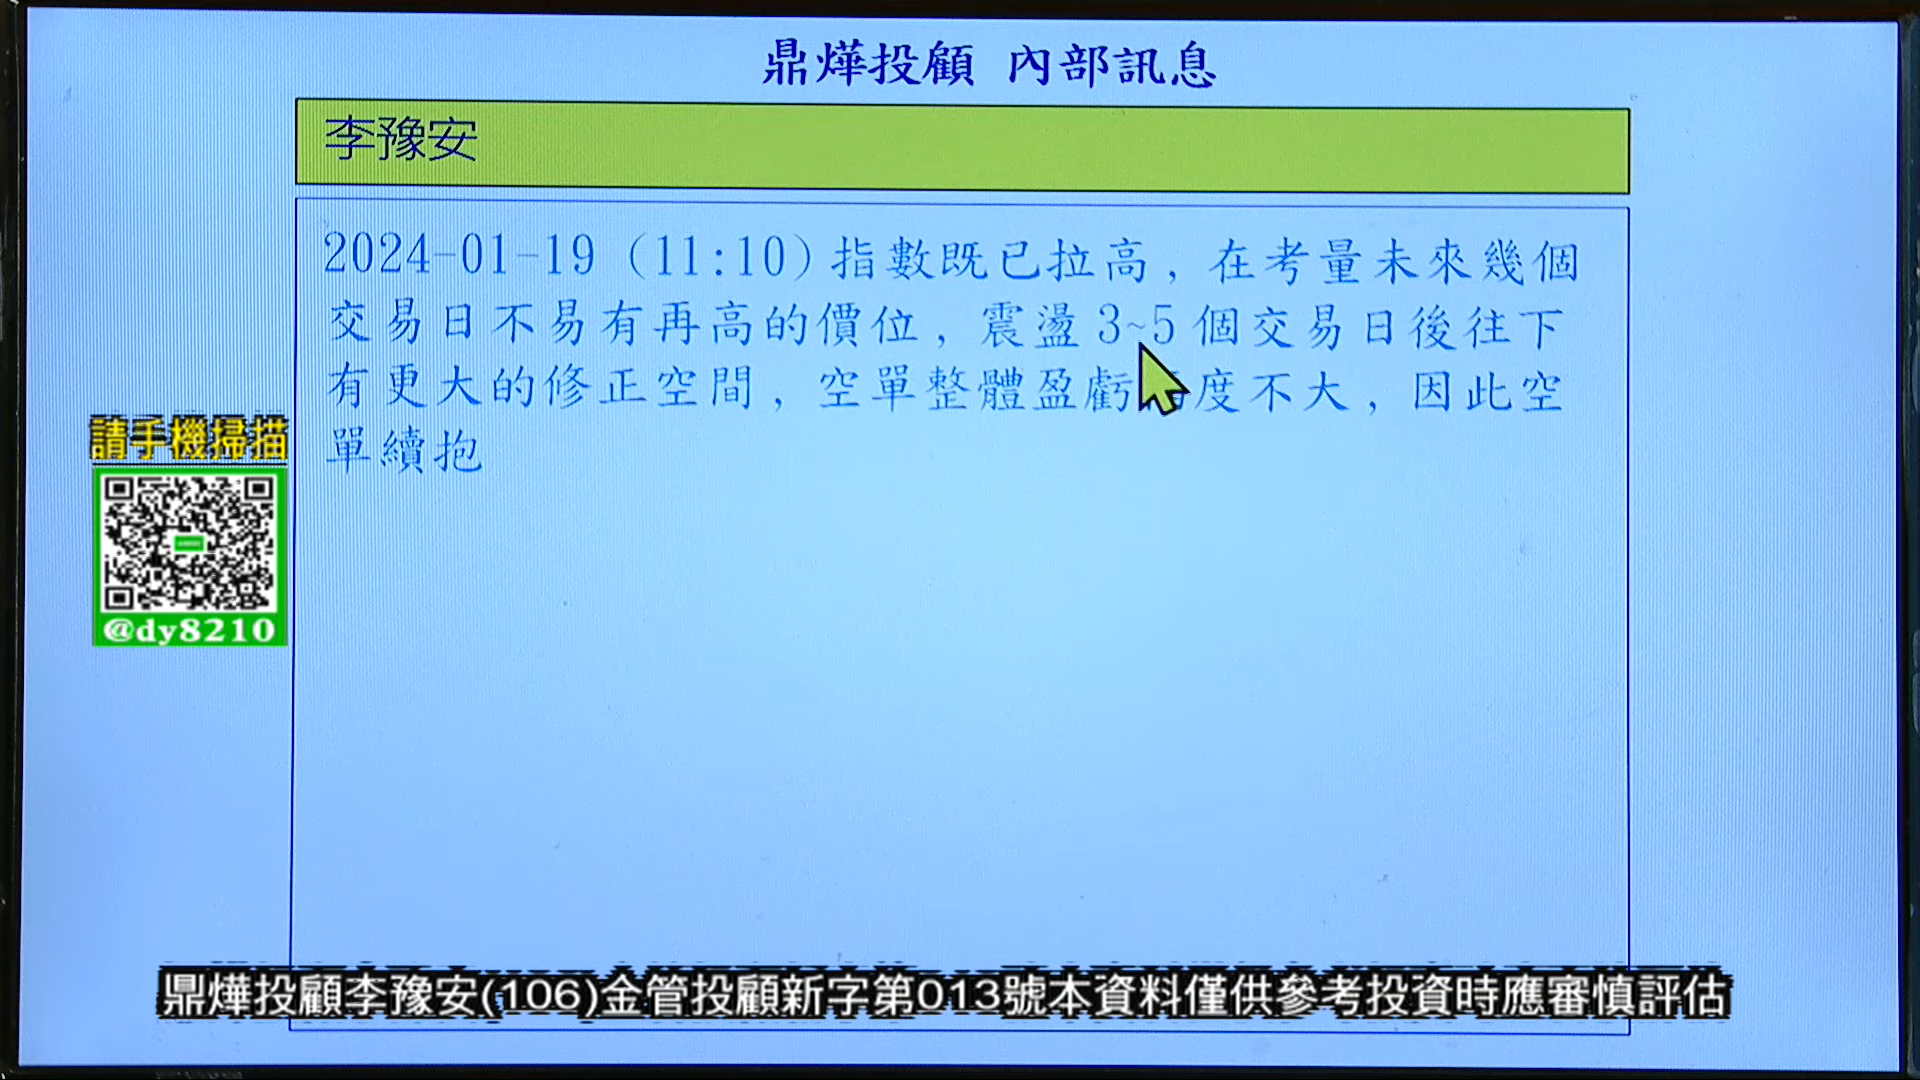 鼎燁投顧 內部訊息
李豫安
2024-01-19 (11:10)指數既已拉高,在考量未來幾個
交易日不易有再高的價位,震盪3~5個交易日後往下
有更大的修正空間,空單整體盈虧度不大,因此空
單續抱
請手機掃描
@dy8210
鼎燁投顧李豫安(106)金管投顧新字第013號本資料僅供參考投資時應審慎評估